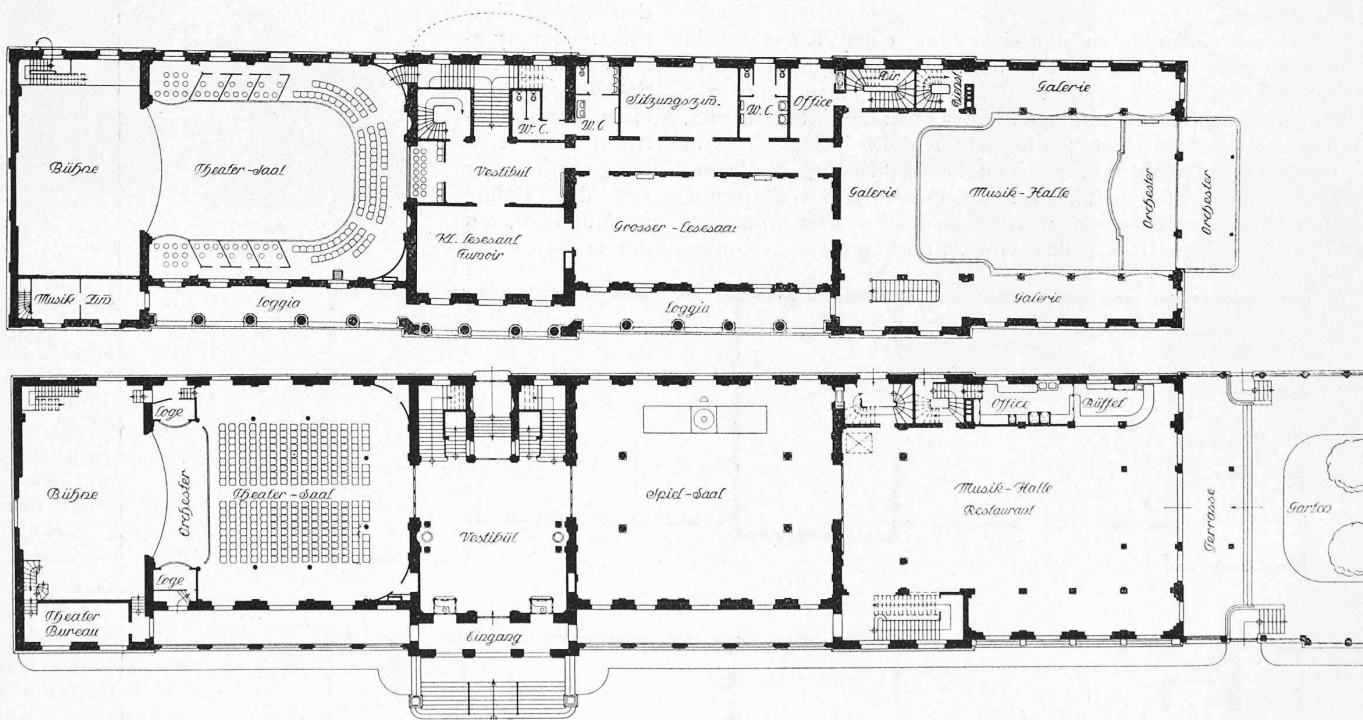 Bühne
Theater-Saal
Musik Zim.
Loggia
Vestibül
W. C.
Kl. Lesesaal
Fumoir
W.C
Sitzungszim.
W. C.
Office
Grosser-Lesesaal
Loggia
Dir.
Galerie
Galerie
Musik-Halle
Orchester
Orchester
Galerie
Bühne
Loge
Orchester
Theater-Saal
Loge
Theater
Bureau
Vestibül
Eingang
Spiel-Saal
Office
Büffet
Musik-Halle
Restaurant
Terrasse
Garten